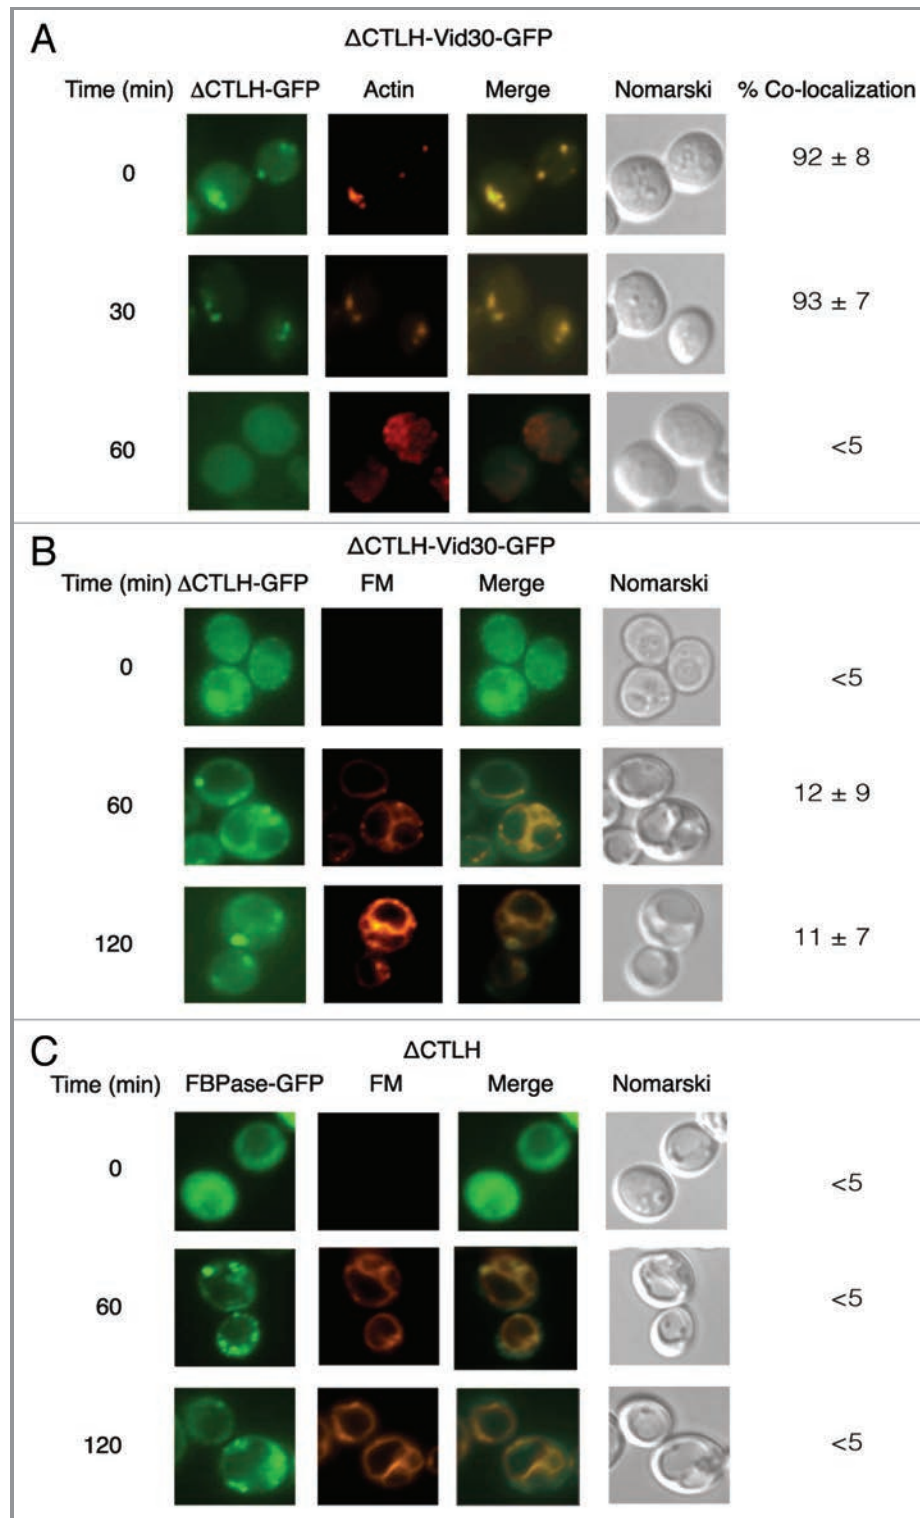 A
ΔCTLH-Vid30-GFP
Time (min) ΔCTLH-GFP Actin Merge Nomarski % Co-localization
0 92 ± 8
30 93 ± 7
60 <5
B
ΔCTLH-Vid30-GFP
Time (min) ΔCTLH-GFP FM Merge Nomarski
0 <5
60 12 ± 9
120 11 ± 7
C
ΔCTLH
Time (min) FBPase-GFP FM Merge Nomarski
0 <5
60 <5
120 <5